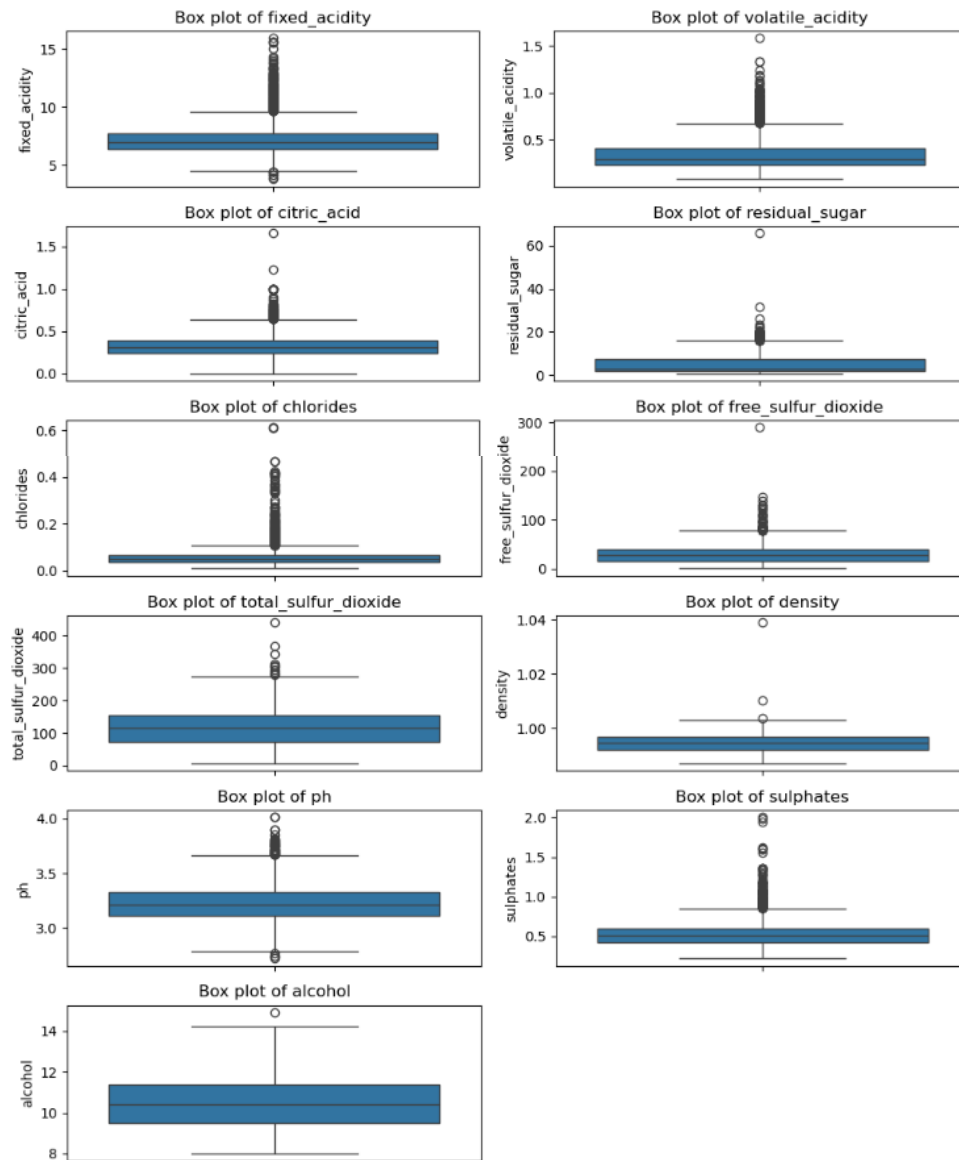 Box plot of fixed_acidity
15
10
5
fixed_acidity
Box plot of volatile_acidity
1.5
1.0
0.5
volatile_acidity
Box plot of citric_acid
1.5
1.0
0.5
0.0
citric_acid
Box plot of residual_sugar
60
40
20
0
residual_sugar
Box plot of chlorides
0.6
0.4
0.2
0.0
chlorides
Box plot of free_sulfur_dioxide
300
200
100
0
free_sulfur_dioxide
Box plot of total_sulfur_dioxide
400
300
200
100
0
total_sulfur_dioxide
Box plot of density
1.04
1.02
1.00
density
Box plot of ph
4.0
3.5
3.0
ph
Box plot of sulphates
2.0
1.5
1.0
0.5
sulphates
Box plot of alcohol
14
12
10
8
alcohol